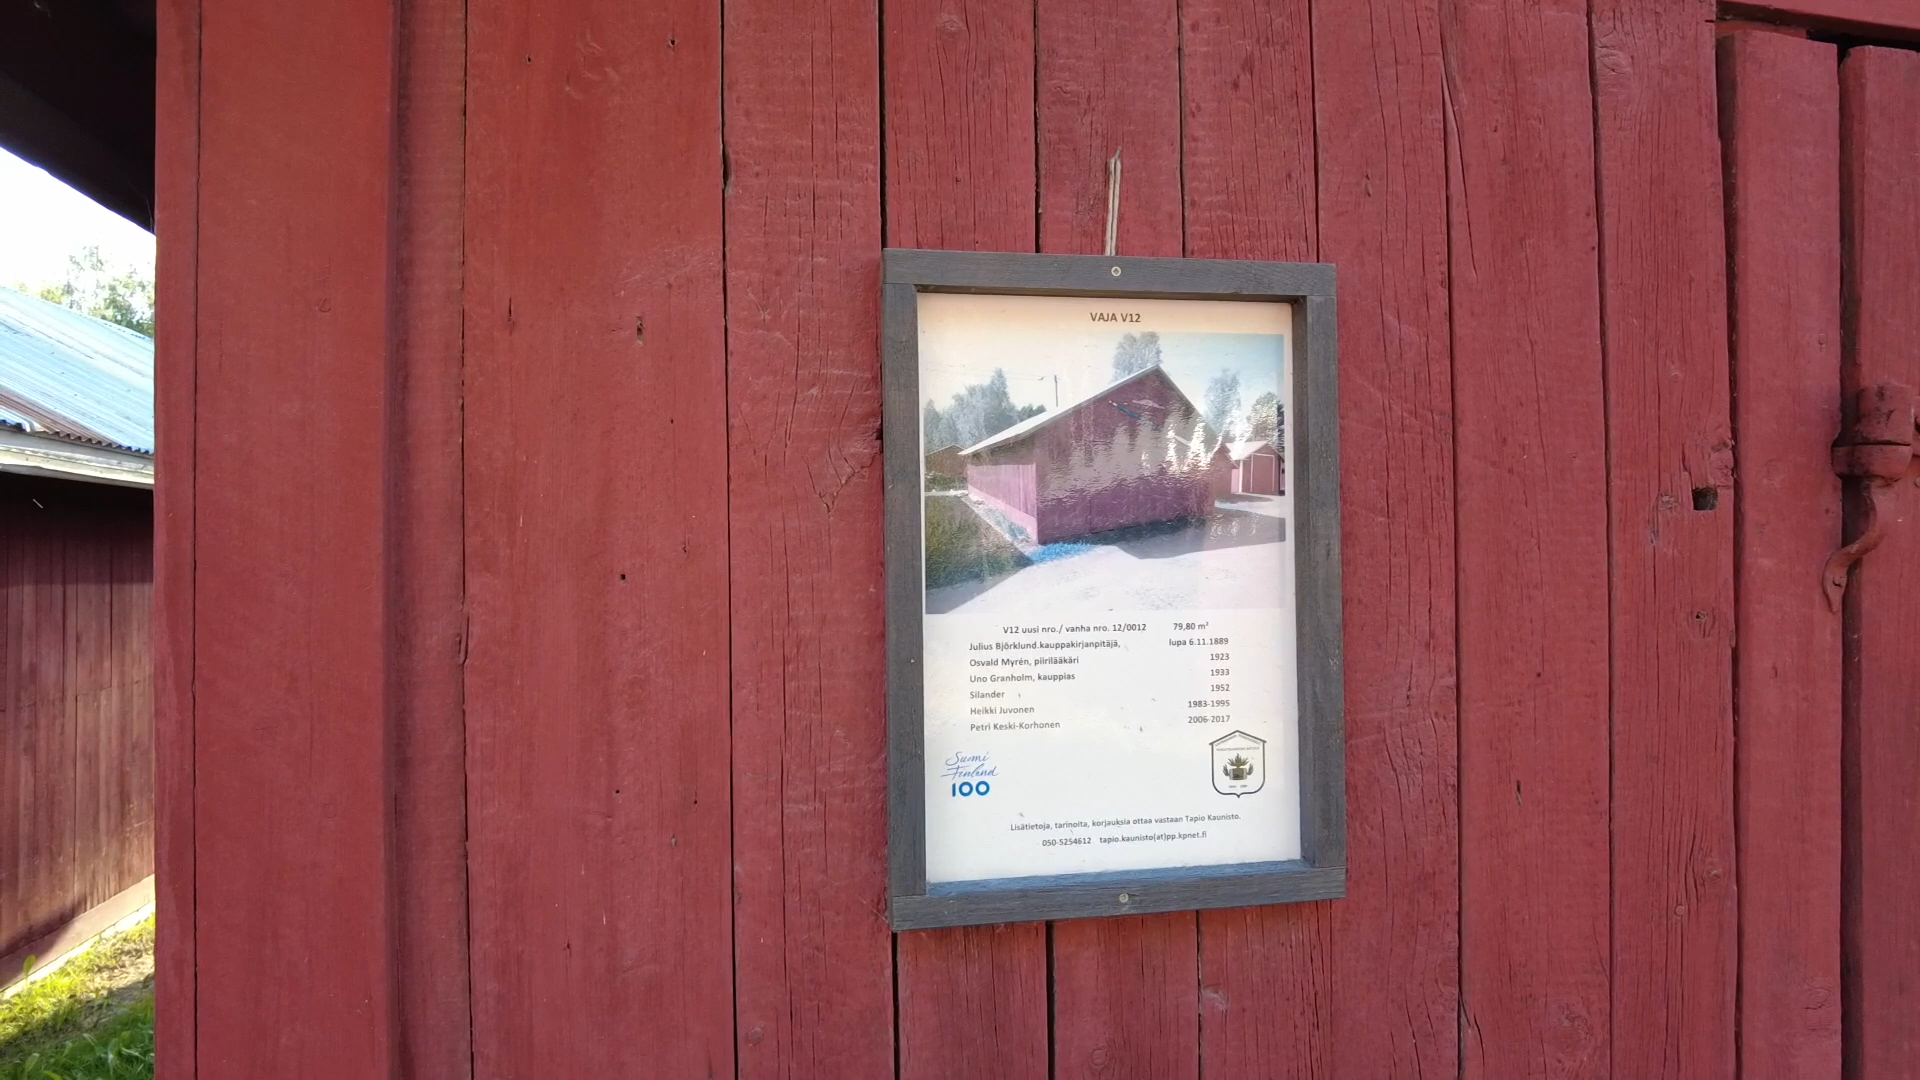 VAJA V12
V12 uusi nro./ vanha nro. 12/0012 79,80 m²
Julius Björklund.kauppakirjanpitäjä, lupa 6.11.1889
Osvald Myrén, piirilääkäri 1923
Uno Granholm, kauppias 1933
Silander 1952
Heikki Juvonen 1983-1995
Petri Keski-Korhonen 2006-2017
Suomi
Finland
100
Lisätietoja, tarinoita, korjauksia ottaa vastaan Tapio Kaunisto.
050-5254612 tapio.kaunisto(at)pp.kpnet.fi